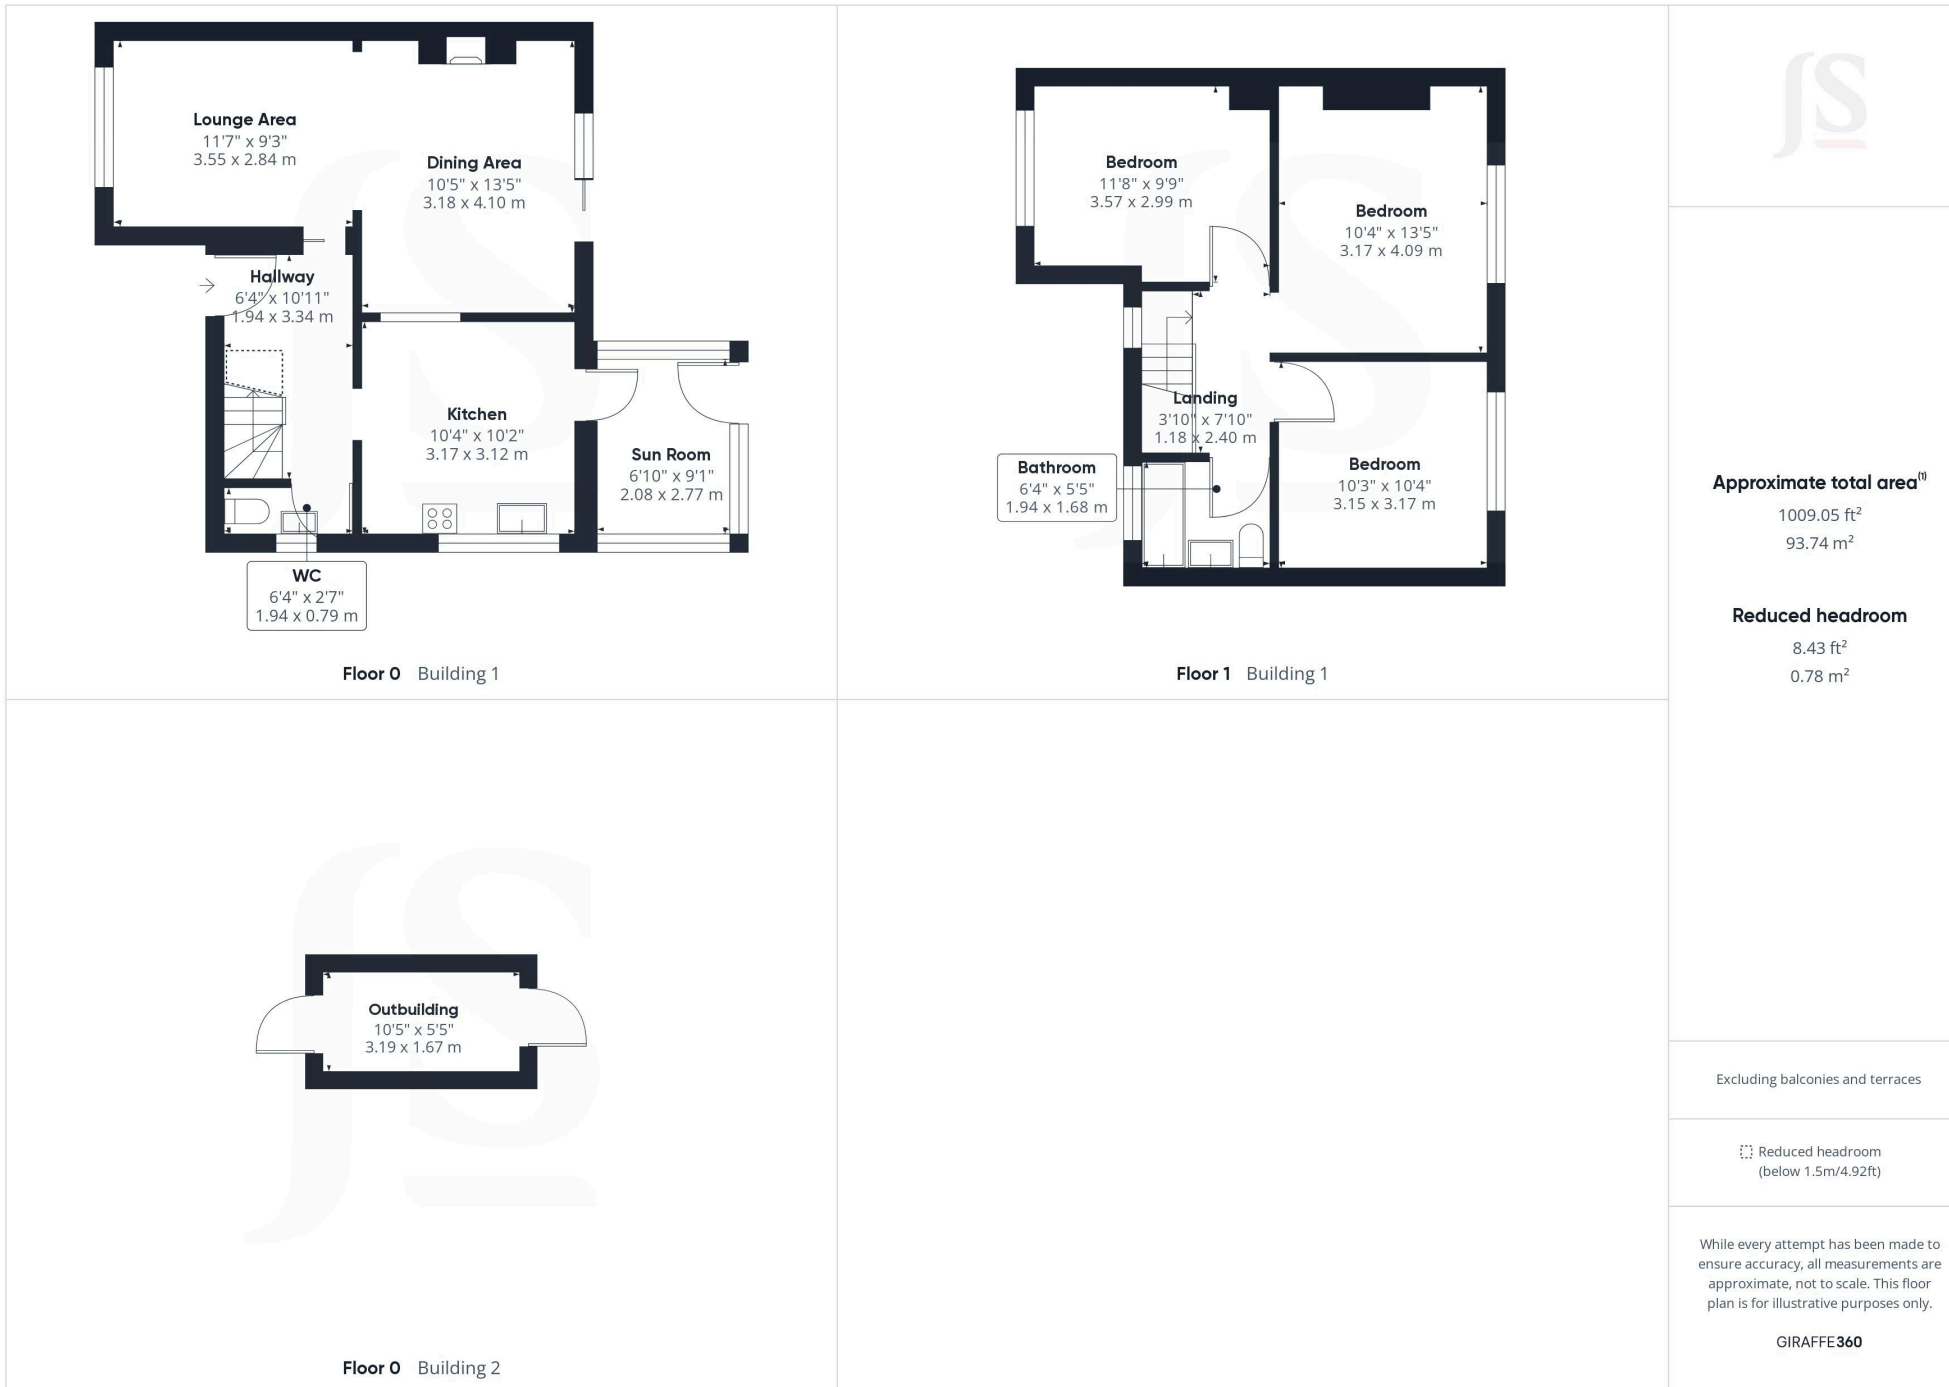 Lounge Area
11'7" x 9'3"
3.55 x 2.84 m
Dining Area
10'5" x 13'5"
3.18 x 4.10 m
Hallway
6'4" x 10'11"
1.94 x 3.34 m
Kitchen
10'4" x 10'2"
3.17 x 3.12 m
Sun Room
6'10" x 9'1"
2.08 x 2.77 m
WC
6'4" x 2'7"
1.94 x 0.79 m
Floor 0 Building 1
Bedroom
11'8" x 9'9"
3.57 x 2.99 m
Bedroom
10'4" x 13'5"
3.17 x 4.09 m
Landing
3'10" x 7'10"
1.18 x 2.40 m
Bathroom
6'4" x 5'5"
1.94 x 1.68 m
Bedroom
10'3" x 10'4"
3.15 x 3.17 m
Floor 1 Building 1
Outbuilding
10'5" x 5'5"
3.19 x 1.67 m
Floor 0 Building 2
JS
Approximate total area(1)
1009.05 ft²
93.74 m²
Reduced headroom
8.43 ft²
0.78 m²
Excluding balconies and terraces
Reduced headroom
(below 1.5m/4.92ft)
While every attempt has been made to
ensure accuracy, all measurements are
approximate, not to scale. This floor
plan is for illustrative purposes only.
GIRAFFE360